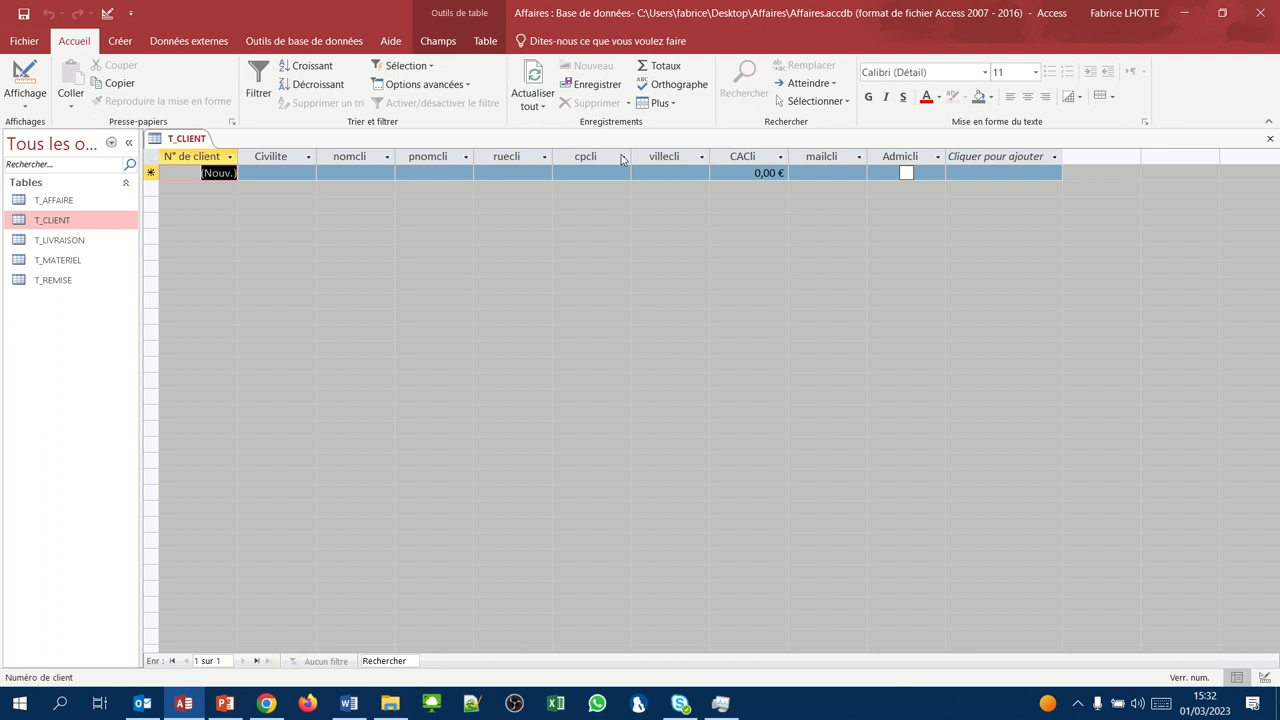 Outils de table
Affaires : Base de données- C:\Users\fabrice\Desktop\Affaires\Affaires.accdb (format de fichier Access 2007 - 2016) - Access
Fabrice LHOTTE
Fichier Accueil Créer Données externes Outils de base de données Aide Champs Table Dites-nous ce que vous voulez faire
Affichage
Affichages
Coller
Couper
Copier
Reproduire la mise en forme
Presse-papiers
Filtrer
Croissant
Décroissant
Supprimer un tri
Sélection
Options avancées
Activer/désactiver le filtre
Trier et filtrer
Actualiser
tout
Nouveau
Enregistrer
Supprimer
Totaux
Orthographe
Plus
Enregistrements
Rechercher
Remplacer
Atteindre
Sélectionner
Rechercher
Calibri (Détail) 11
G I S A
Mise en forme du texte
Tous les o...
Rechercher...
Tables
T_AFFAIRE
T_CLIENT
T_LIVRAISON
T_MATERIEL
T_REMISE
T_CLIENT
N° de client Civilite nomcli pnomcli ruecli cpcli villecli CACli mailcli Admicli Cliquer pour ajouter
(Nouv.) 0,00 €
Enr : 1 sur 1 Aucun filtre Rechercher
Numéro de client
Verr. num.
15:32
01/03/2023